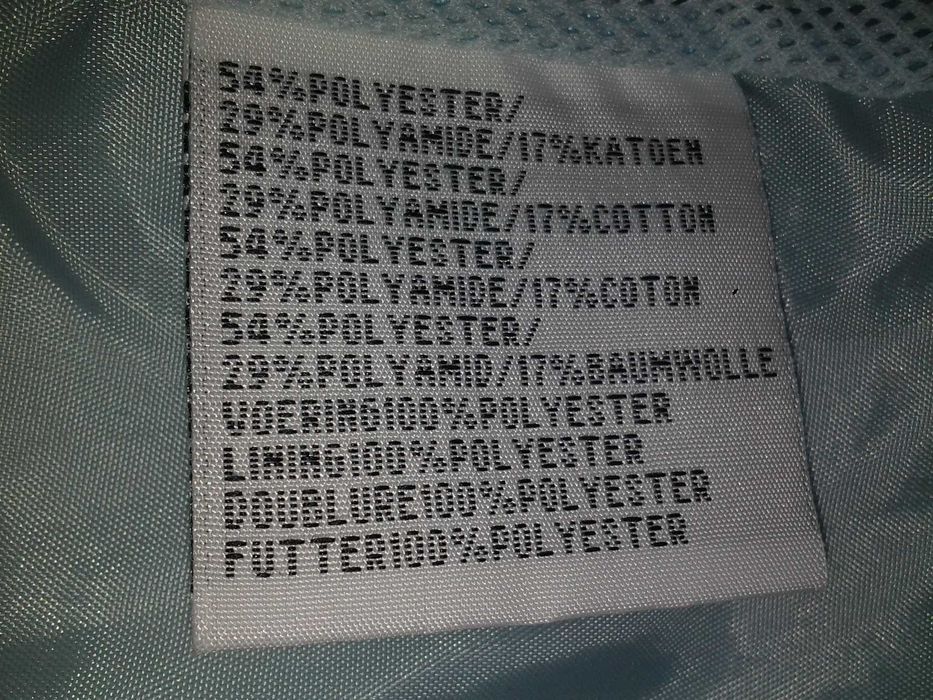 54%POLYESTER/
29%POLYAMIDE/17%KATOEN
54%POLYESTER/
29%POLYAMIDE/17%COTTON
54%POLYESTER/
29%POLYAMIDE/17%COTON
54%POLYESTER/
29%POLYAMID/17%BAUMWOLLE
VOERING100%POLYESTER
LINING100%POLYESTER
DOUBLURE100%POLYESTER
FUTTER100%POLYESTER